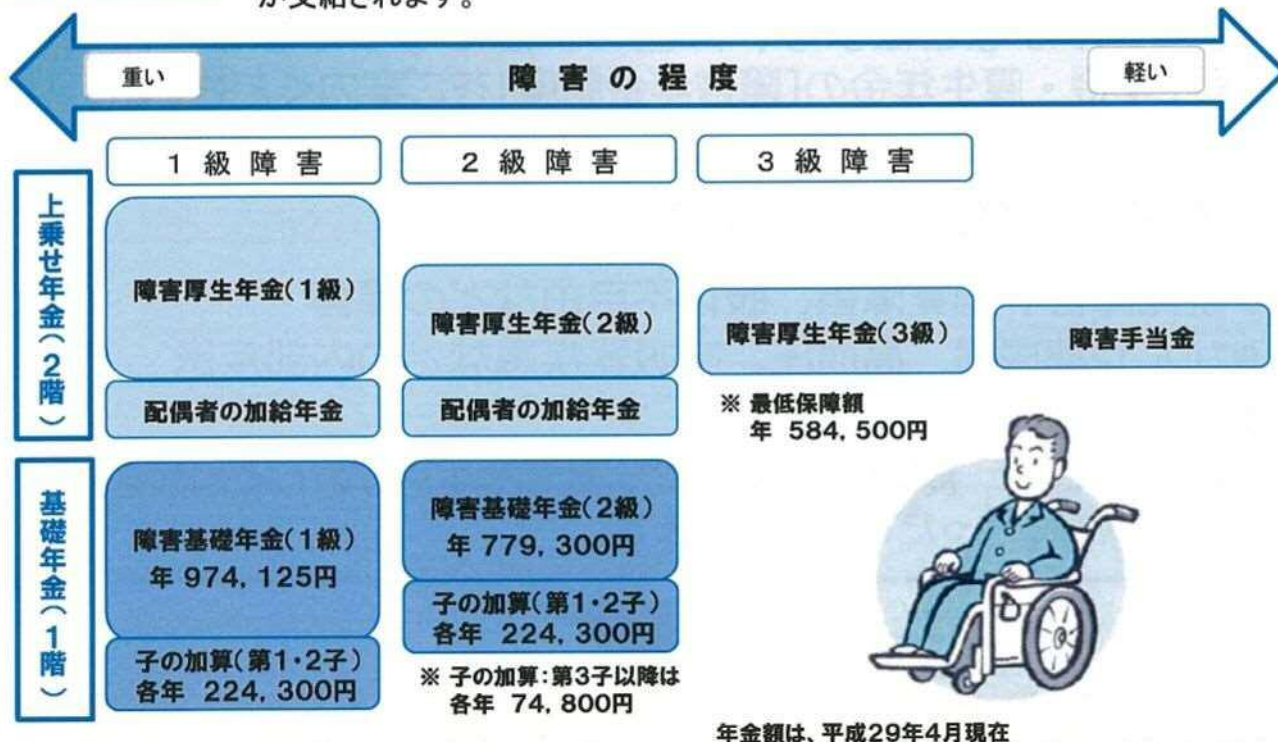 が支給されます。
重い
障害の程度
軽い
1級障害
2級障害
3級障害
上乗せ年金(2階)
障害厚生年金(1級)
障害厚生年金(2級)
障害厚生年金(3級)
障害手当金
配偶者の加給年金
配偶者の加給年金
※ 最低保障額
年 584,500円
基礎年金(1階)
障害基礎年金(1級)
年 974,125円
障害基礎年金(2級)
年 779,300円
子の加算(第1・2子)
各年 224,300円
子の加算(第1・2子)
各年 224,300円
※ 子の加算:第3子以降は
各年 74,800円
年金額は、平成29年4月現在